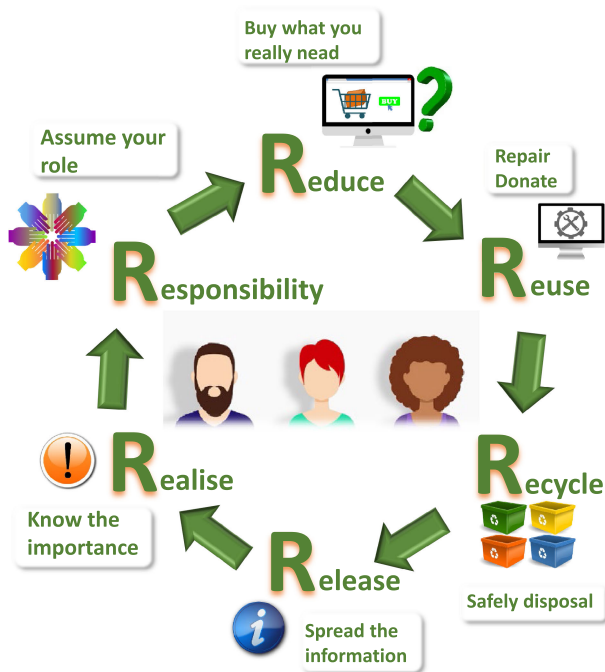 Buy what you
really nead
BUY
Reduce
Repair
Donate
Reuse
Recycle
Safely disposal
Release
Spread the
information
Realise
Know the
importance
Responsibility
Assume your
role